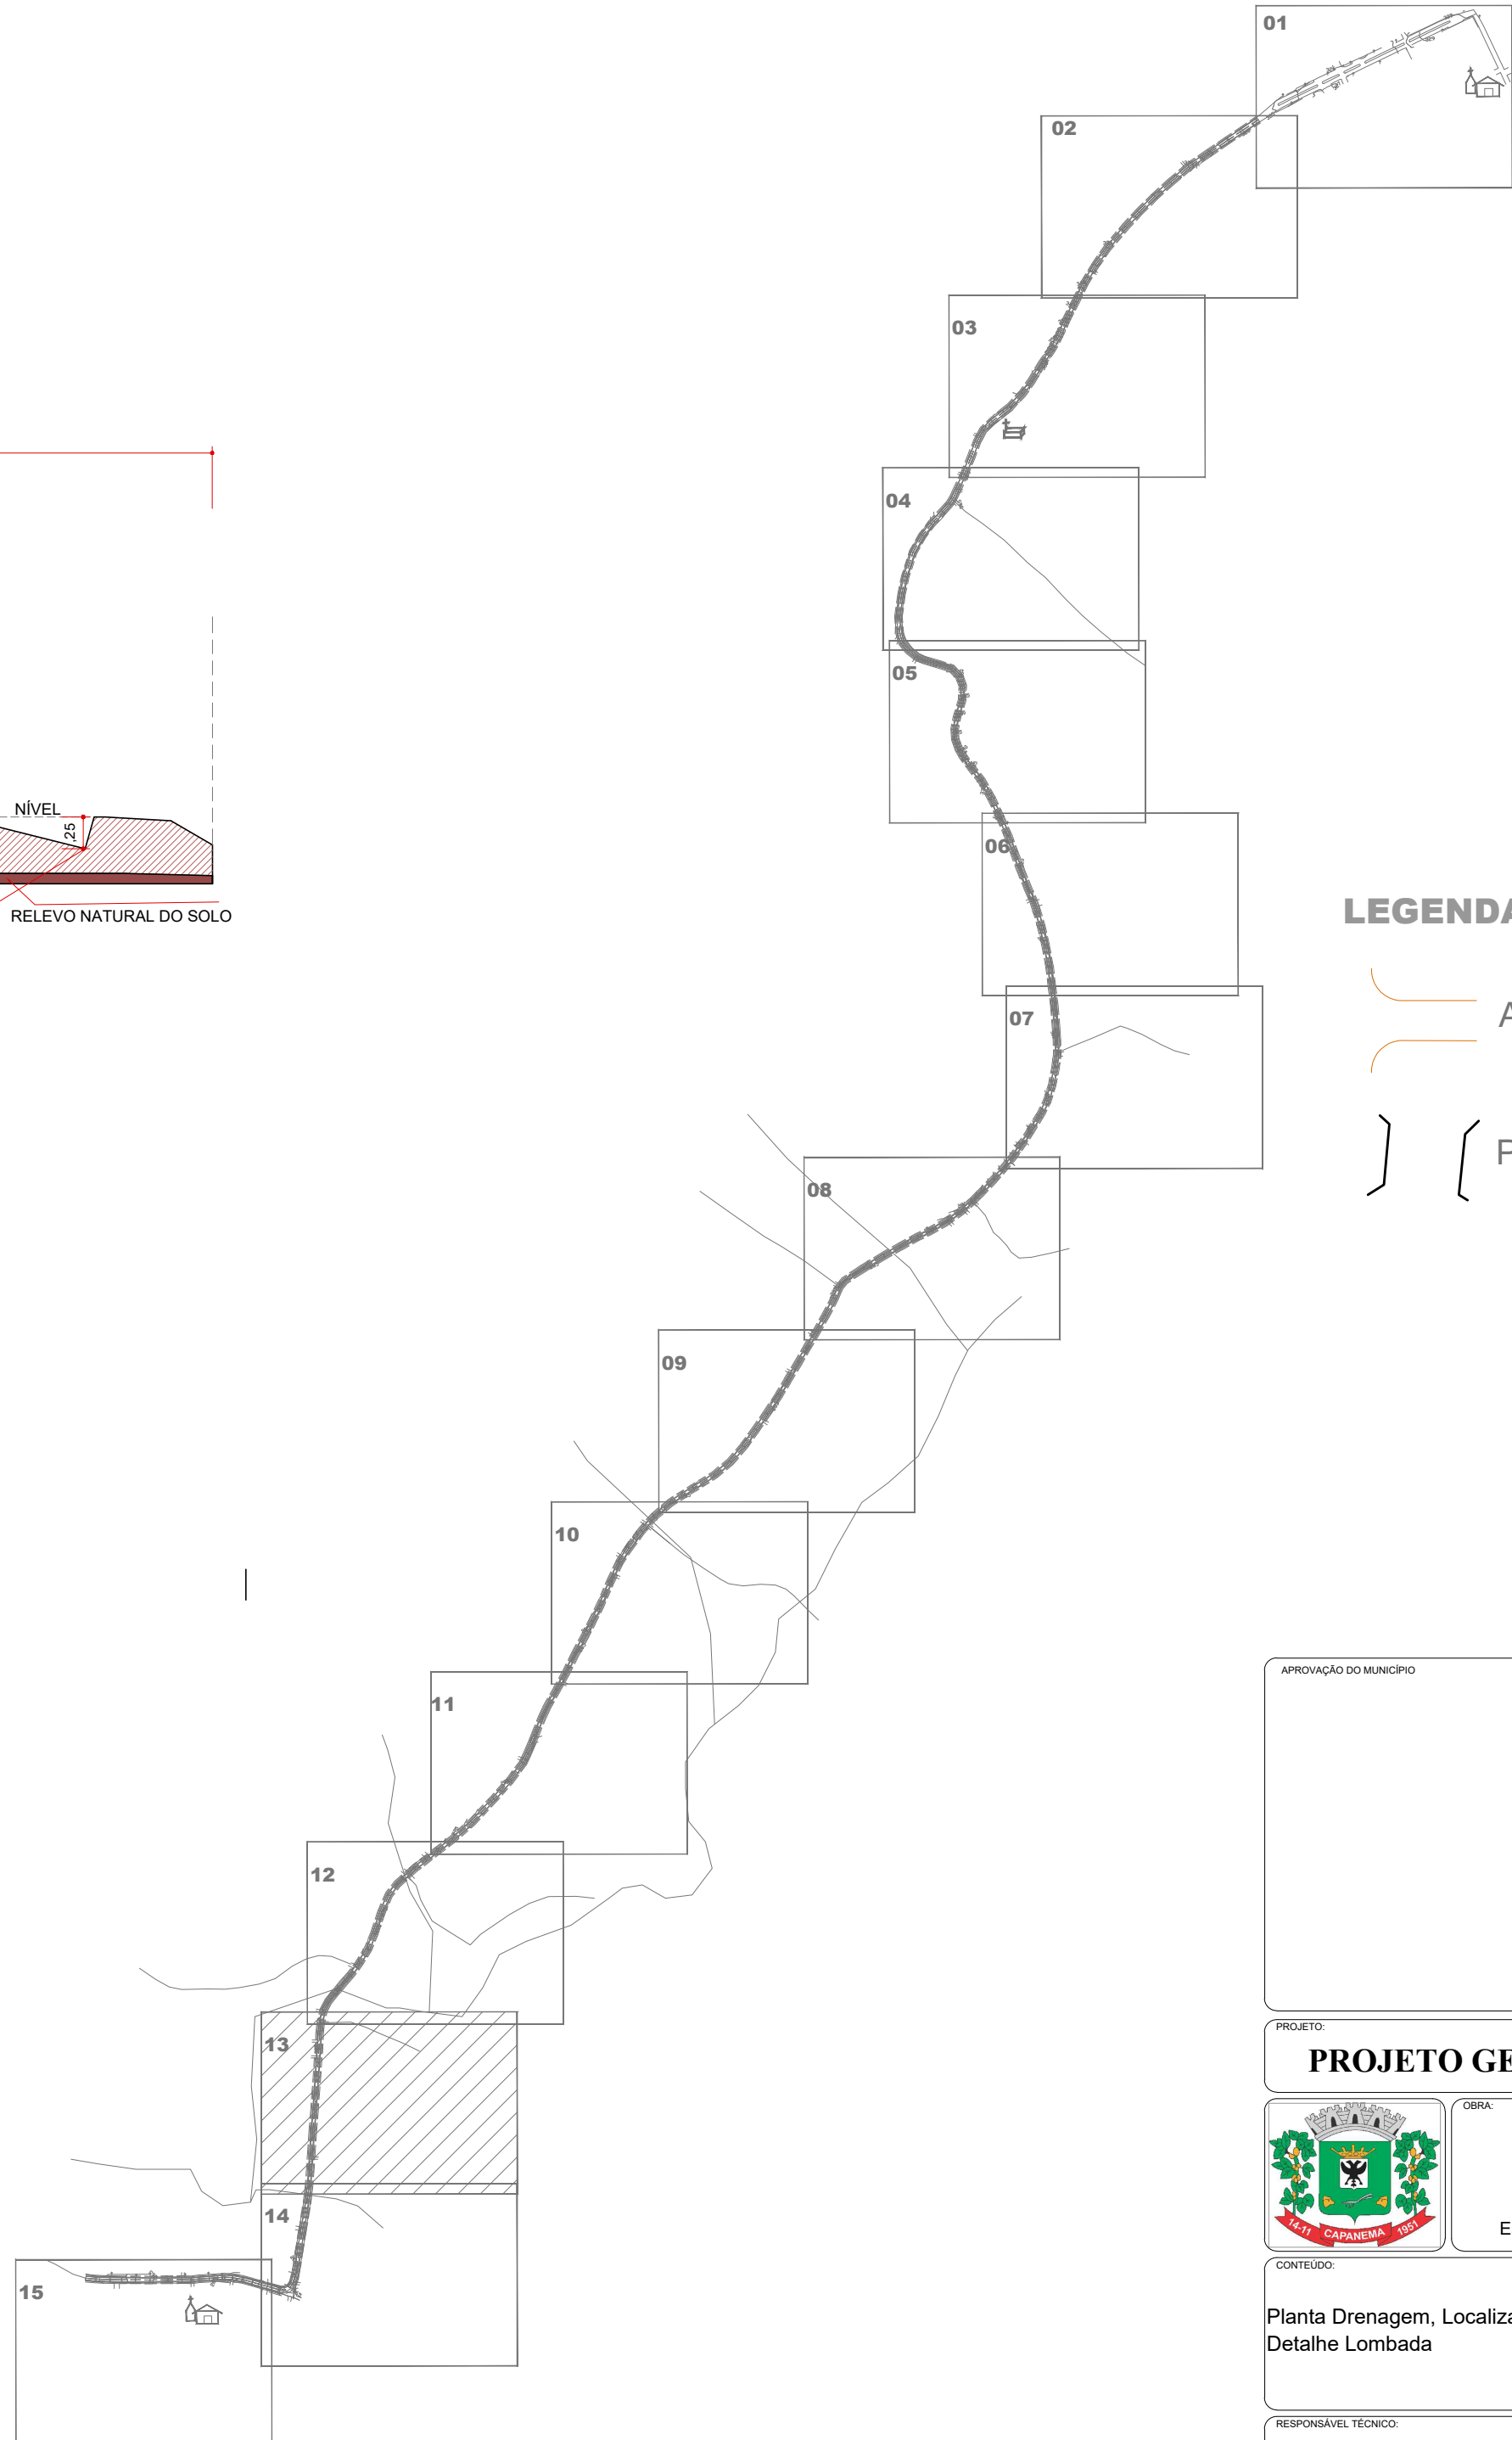 01
02
03
04
05
NÍVEL
,25
06
RELEVO NATURAL DO SOLO
LEGENDA
07
A
P
08
09
10
APROVAÇÃO DO MUNICÍPIO
11
12
PROJETO:
13
PROJETO GE
OBRA:
14
14-11 CAPANEMA 1951
E
CONTEÚDO:
15
Planta Drenagem, Localiza
Detalhe Lombada
RESPONSÁVEL TÉCNICO: